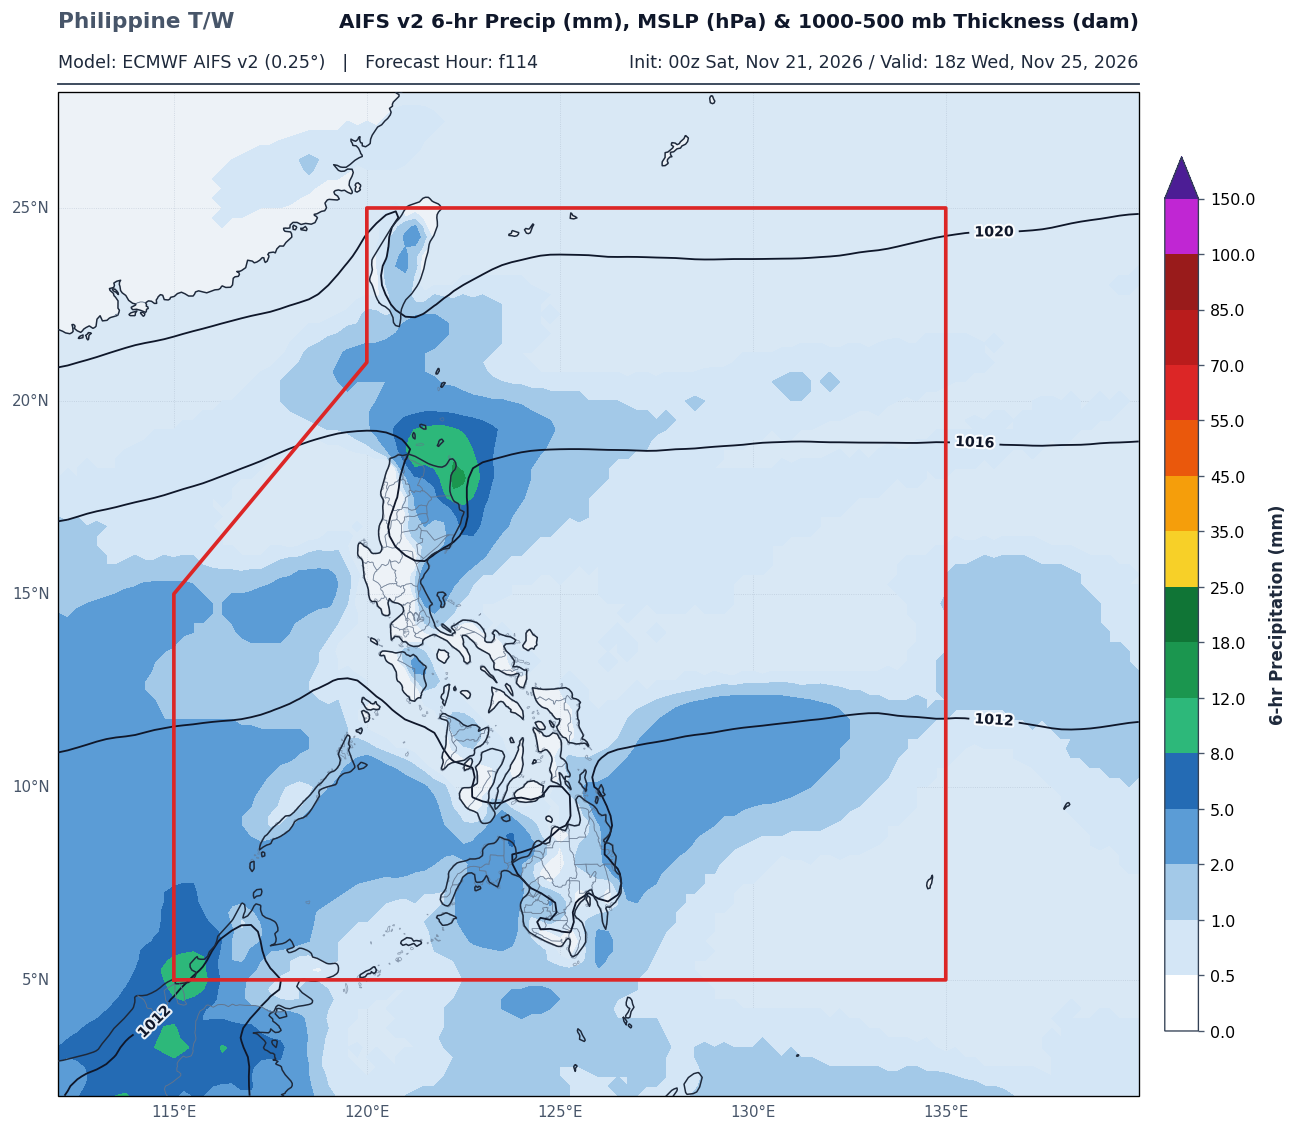 Philippine T/W
AIFS v2 6-hr Precip (mm), MSLP (hPa) & 1000-500 mb Thickness (dam)
Model: ECMWF AIFS v2 (0.25°) | Forecast Hour: f114
Init: 00z Sat, Nov 21, 2026 / Valid: 18z Wed, Nov 25, 2026
25°N
20°N
15°N
10°N
5°N
115°E
120°E
125°E
130°E
135°E
1020
1016
1012
1012
150.0
100.0
85.0
70.0
55.0
45.0
35.0
25.0
18.0
12.0
8.0
5.0
2.0
1.0
0.5
0.0
6-hr Precipitation (mm)